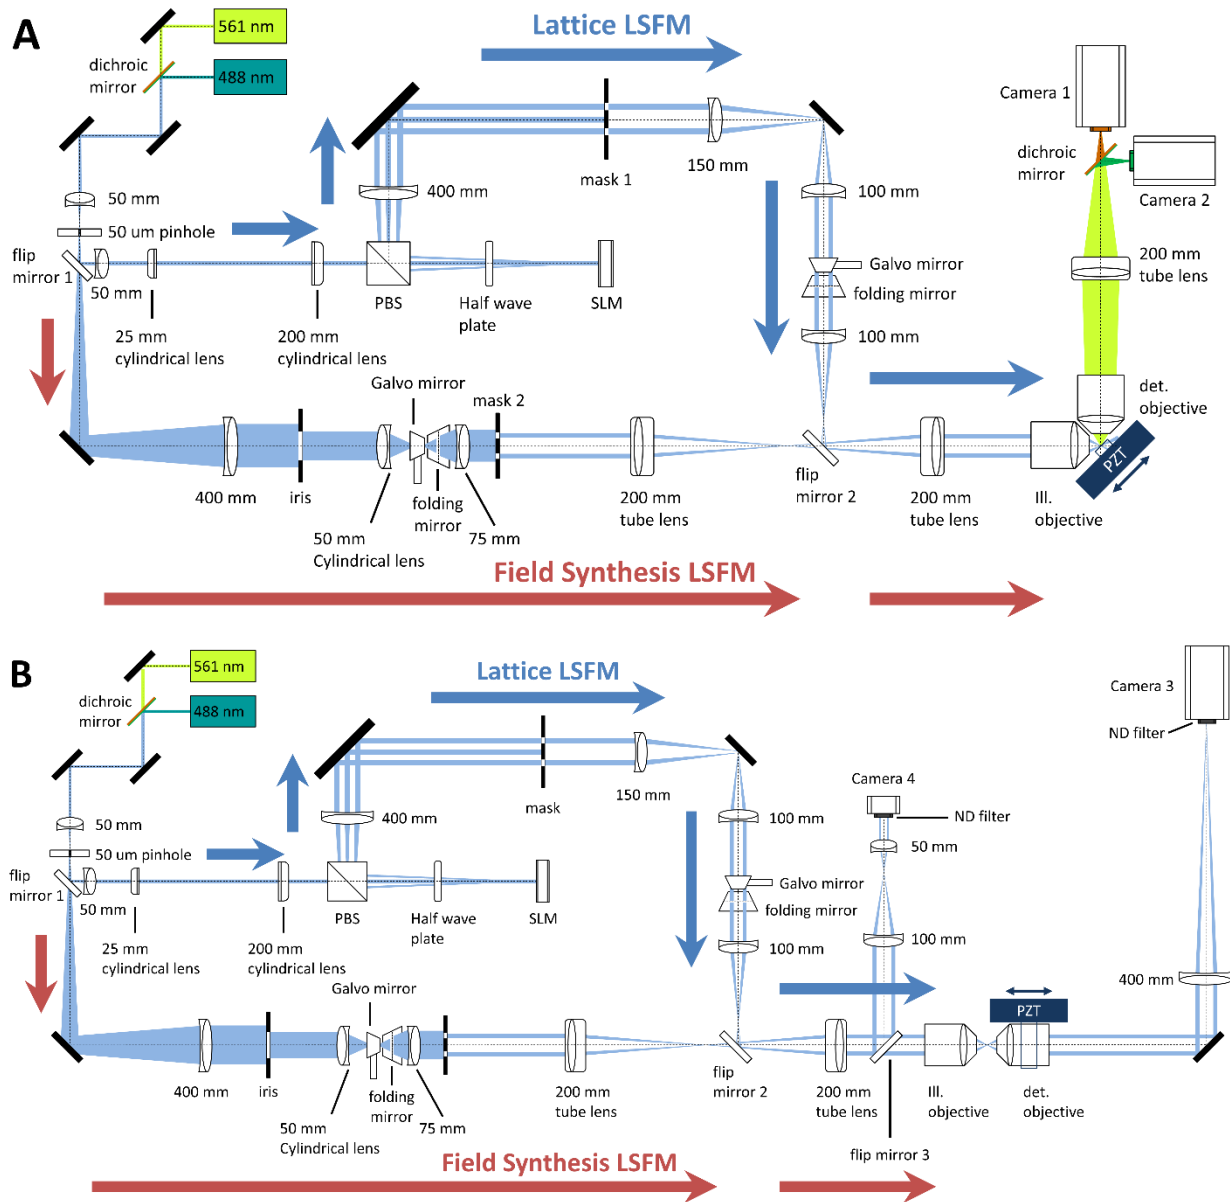 A
561 nm
Lattice LSFM
dichroic
mirror
488 nm
Camera 1
dichroic
mirror
Camera 2
mask 1
150 mm
50 mm
400 mm
100 mm
50 um pinhole
flip
mirror 1
50 mm
PBS
Half wave
plate
SLM
Galvo mirror
folding mirror
200 mm
tube lens
25 mm
cylindrical lens
200 mm
cylindrical lens
100 mm
Galvo mirror
mask 2
det.
objective
PZT
400 mm
iris
folding
mirror
50 mm
Cylindrical lens
75 mm
200 mm
tube lens
flip
mirror 2
200 mm
tube lens
Ill.
objective
Field Synthesis LSFM
B
561 nm
Lattice LSFM
dichroic
mirror
488 nm
Camera 3
ND filter
mask
150 mm
Camera 4
ND filter
50 mm
400 mm
100 mm
50 mm
50 um pinhole
flip
mirror 1
50 mm
PBS
Half wave
plate
SLM
Galvo mirror
folding mirror
25 mm
cylindrical lens
200 mm
cylindrical lens
100 mm
100 mm
400 mm
Galvo mirror
PZT
400 mm
iris
folding
mirror
50 mm
Cylindrical lens
75 mm
200 mm
tube lens
flip
mirror 2
200 mm
tube lens
Ill.
objective
det.
objective
flip mirror 3
Field Synthesis LSFM